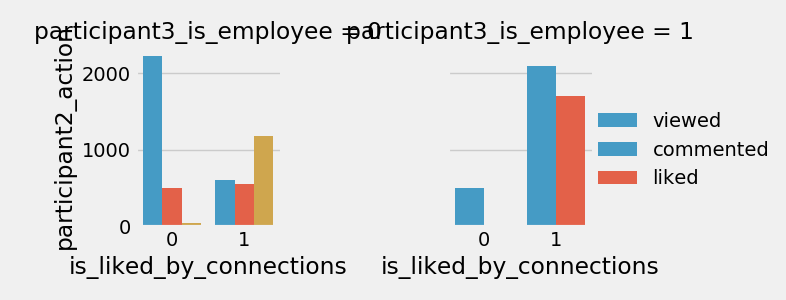 participant3_is_employee = 0
participant3_is_employee = 1
participant2_action
2000
1000
0
0 1
0 1
is_liked_by_connections
is_liked_by_connections
viewed
commented
liked